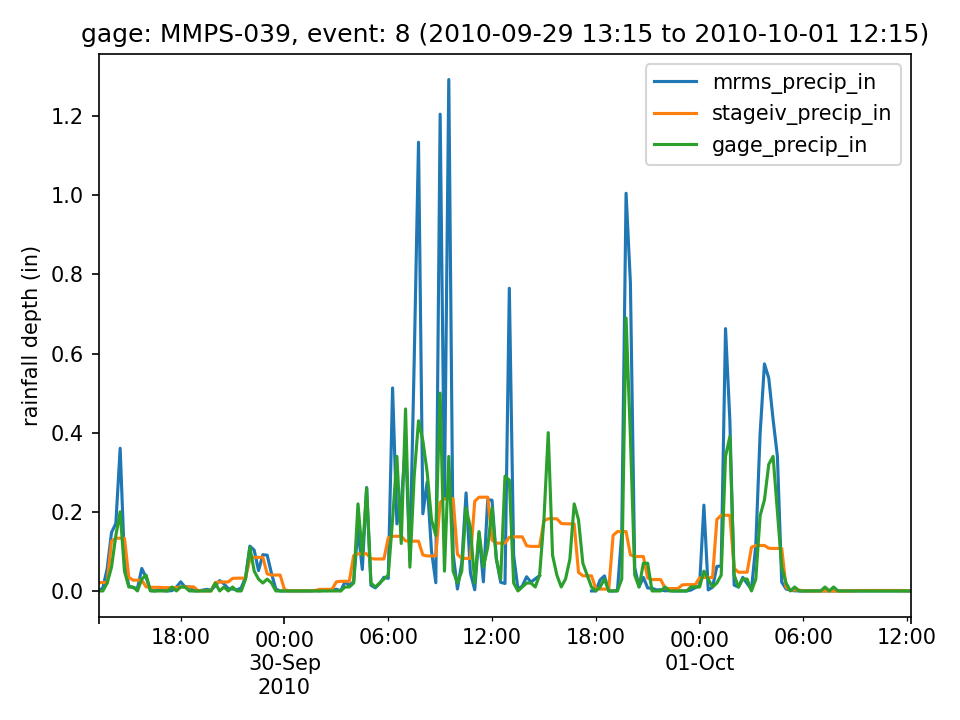 gage: MMPS-039, event: 8 (2010-09-29 13:15 to 2010-10-01 12:15)
mrms_precip_in
stageiv_precip_in
gage_precip_in
rainfall depth (in)
1.2
1.0
0.8
0.6
0.4
0.2
0.0
18:00 00:00 06:00 12:00 18:00 00:00 06:00 12:00
30-Sep 01-Oct
2010